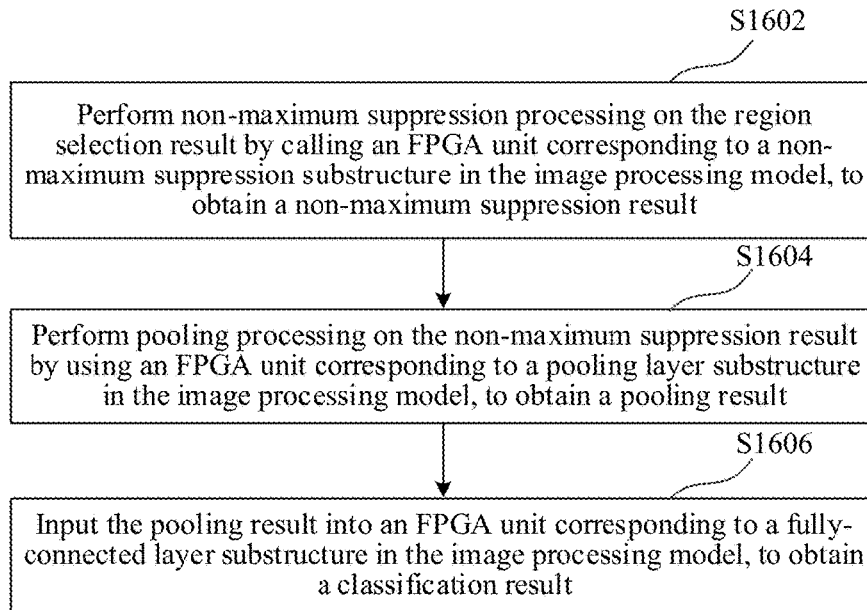 S1602
Perform non-maximum suppression processing on the region
selection result by calling an FPGA unit corresponding to a non-
maximum suppression substructure in the image processing model, to
obtain a non-maximum suppression result
S1604
Perform pooling processing on the non-maximum suppression result
by using an FPGA unit corresponding to a pooling layer substructure
in the image processing model, to obtain a pooling result
S1606
Input the pooling result into an FPGA unit corresponding to a fully-
connected layer substructure in the image processing model, to obtain
a classification result